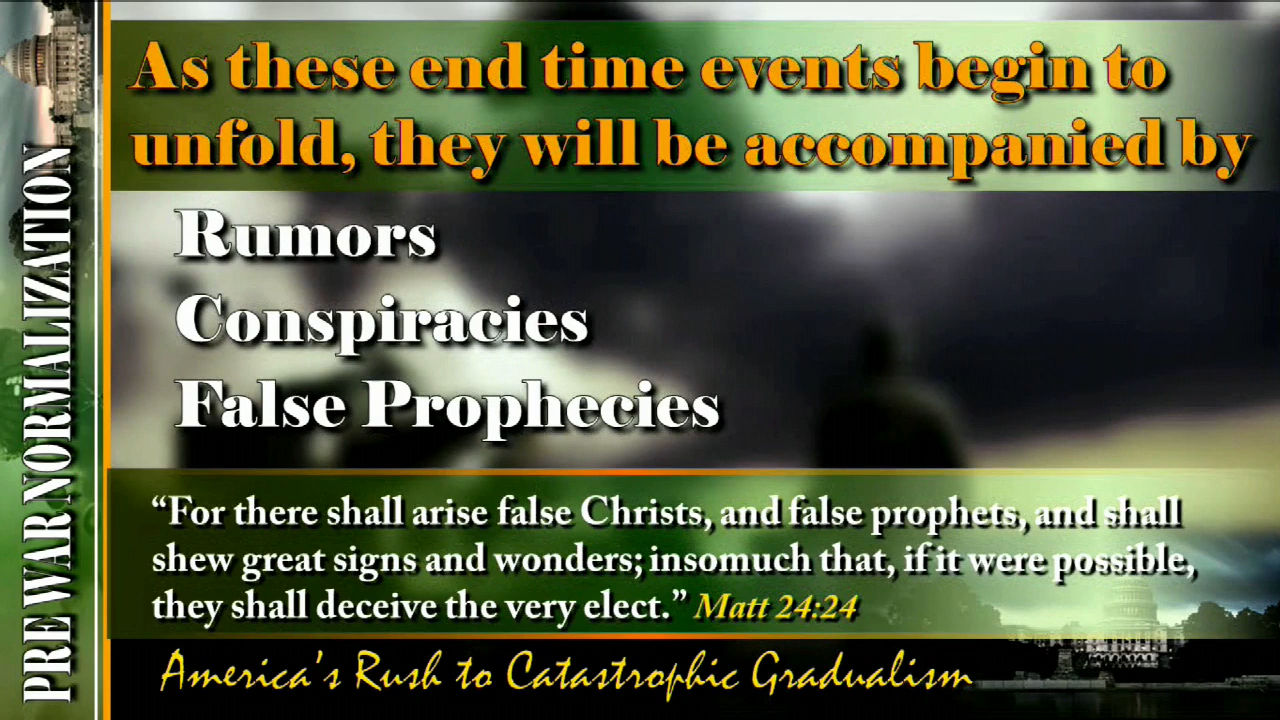 PRE WAR NORMALIZATION
As these end time events begin to
unfold, they will be accompanied by
Rumors
Conspiracies
False Prophecies
“For there shall arise false Christs, and false prophets, and shall
shew great signs and wonders; insomuch that, if it were possible,
they shall deceive the very elect.” Matt 24:24
America's Rush to Catastrophic Gradualism